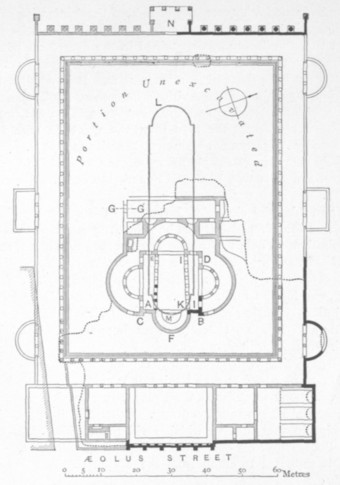 N
Portion Unexcavated
L
G G
E I D
A K I
M
C B
F
ÆOLUS STREET
0 5 10 20 30 40 50 60 Metres